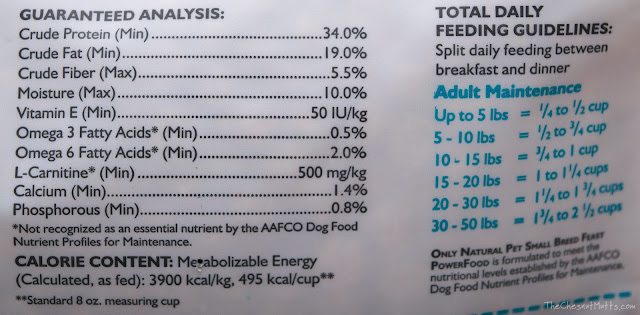 GUARANTEED ANALYSIS:
Crude Protein (Min)..............................34.0%
Crude Fat (Min)....................................19.0%
Crude Fiber (Max)..................................5.5%
Moisture (Max)....................................10.0%
Vitamin E (Min)................................50 IU/kg
Omega 3 Fatty Acids* (Min).....................0.5%
Omega 6 Fatty Acids* (Min).....................2.0%
L-Carnitine* (Min)..........................500 mg/kg
Calcium (Min).......................................1.4%
Phosphorous (Min).................................0.8%
*Not recognized as an essential nutrient by the AAFCO Dog Food
Nutrient Profiles for Maintenance.
CALORIE CONTENT: Metabolizable Energy
(Calculated, as fed): 3900 kcal/kg, 495 kcal/cup**
**Standard 8 oz. measuring cup
TOTAL DAILY
FEEDING GUIDELINES:
Split daily feeding between
breakfast and dinner
Adult Maintenance
Up to 5 lbs = 1/4 to 1/2 cup
5 - 10 lbs = 1/2 to 3/4 cup
10 - 15 lbs = 3/4 to 1 cup
15 - 20 lbs = 1 to 1 1/4 cups
20 - 30 lbs = 1 1/4 to 1 3/4 cups
30 - 50 lbs = 1 3/4 to 2 1/2 cups
ONLY NATURAL PET SMALL BREED FEAST
POWERFOOD is formulated to meet the
nutritional levels established by the AAFCO
Dog Food Nutrient Profiles for Maintenance.
TheChesnutMutts.com